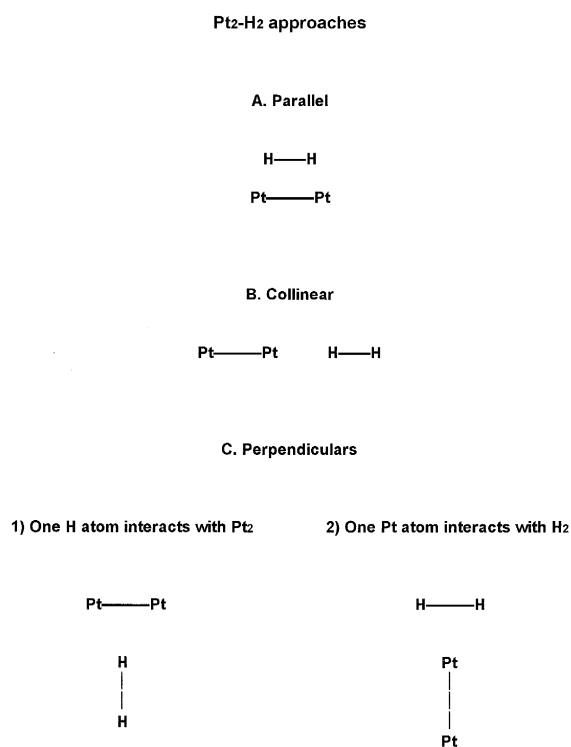 Pt2-H2 approaches
A. Parallel
H—H
Pt—Pt
B. Collinear
Pt—Pt H—H
C. Perpendiculars
1) One H atom interacts with Pt2 2) One Pt atom interacts with H2
Pt—Pt H—H
H Pt
H Pt